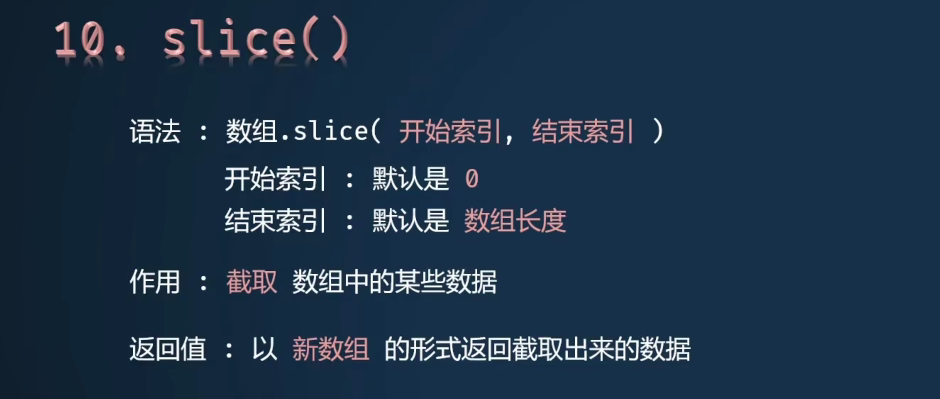 10. slice()
语法 : 数组.slice( 开始索引, 结束索引 )
开始索引 : 默认是 0
结束索引 : 默认是 数组长度
作用 : 截取 数组中的某些数据
返回值 : 以 新数组 的形式返回截取出来的数据